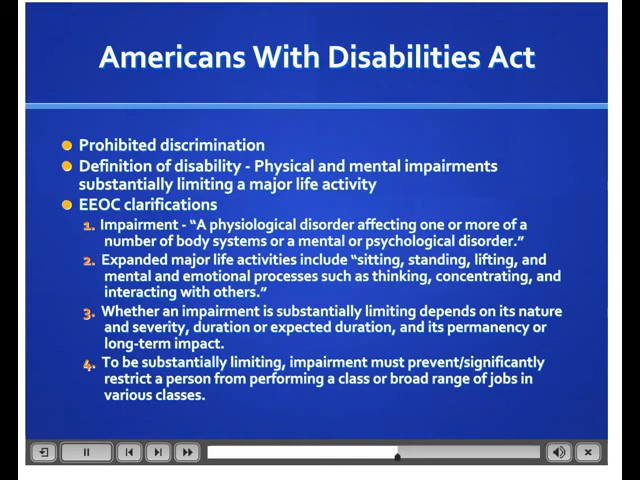 Americans With Disabilities Act
Prohibited discrimination
Definition of disability - Physical and mental impairments
substantially limiting a major life activity
EEOC clarifications
1. Impairment - “A physiological disorder affecting one or more of a
number of body systems or a mental or psychological disorder.”
2. Expanded major life activities include “sitting, standing, lifting, and
mental and emotional processes such as thinking, concentrating, and
interacting with others.”
3. Whether an impairment is substantially limiting depends on its nature
and severity, duration or expected duration, and its permanency or
long-term impact.
4. To be substantially limiting, impairment must prevent/significantly
restrict a person from performing a class or broad range of jobs in
various classes.